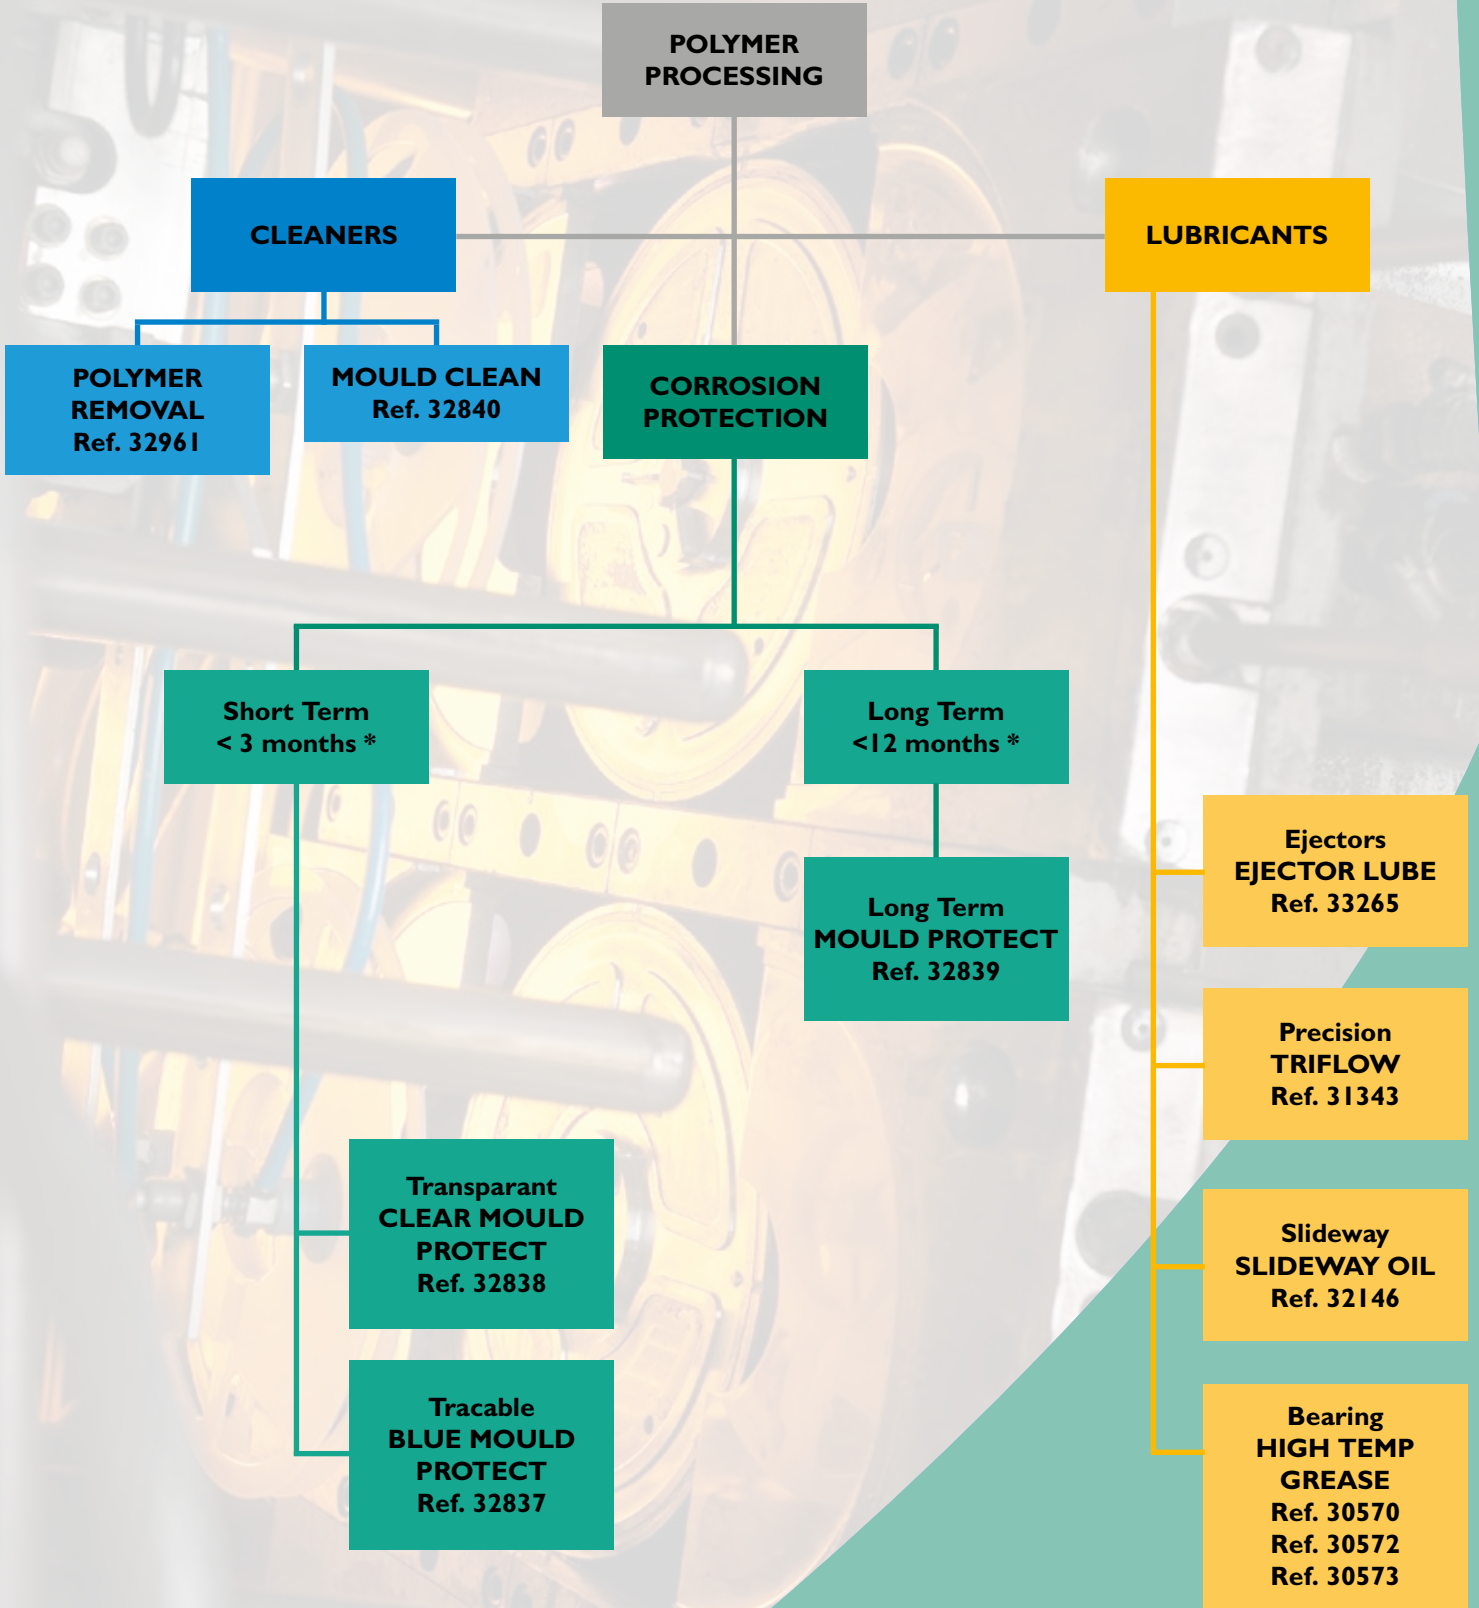 POLYMER
PROCESSING
CLEANERS
LUBRICANTS
POLYMER
REMOVAL
Ref. 32961
MOULD CLEAN
Ref. 32840
CORROSION
PROTECTION
Short Term
< 3 months *
Long Term
<12 months *
Long Term
MOULD PROTECT
Ref. 32839
Transparant
CLEAR MOULD
PROTECT
Ref. 32838
Tracable
BLUE MOULD
PROTECT
Ref. 32837
Ejectors
EJECTOR LUBE
Ref. 33265
Precision
TRIFLOW
Ref. 31343
Slideway
SLIDEWAY OIL
Ref. 32146
Bearing
HIGH TEMP
GREASE
Ref. 30570
Ref. 30572
Ref. 30573